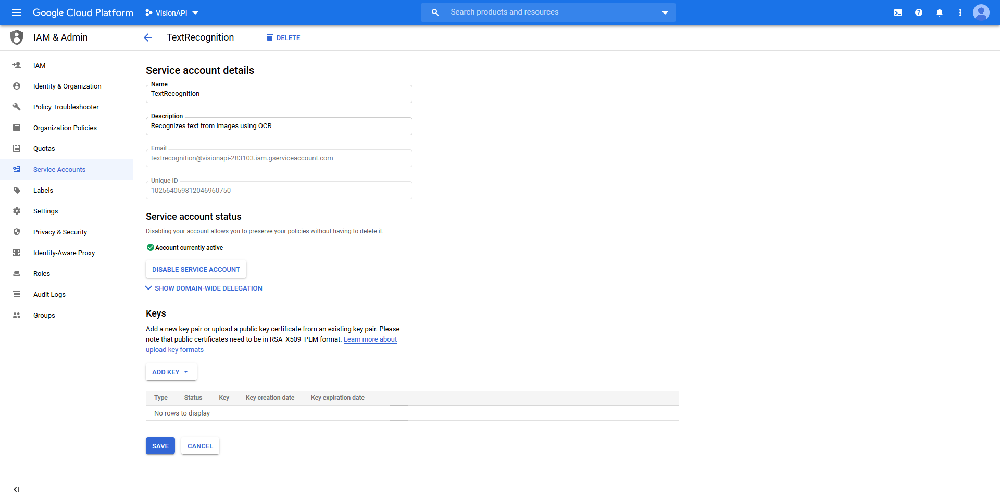 Google Cloud Platform
VisionAPI
Search products and resources
IAM & Admin
TextRecognition
DELETE
IAM
Identity & Organization
Policy Troubleshooter
Organization Policies
Quotas
Service Accounts
Labels
Settings
Privacy & Security
Identity-Aware Proxy
Roles
Audit Logs
Groups
Service account details
Name
TextRecognition
Description
Recognizes text from images using OCR
Email
textrecognition@visionapi-283103.iam.gserviceaccount.com
Unique ID
102564059812046960750
Service account status
Disabling your account allows you to preserve your policies without having to delete it.
Account currently active
DISABLE SERVICE ACCOUNT
SHOW DOMAIN-WIDE DELEGATION
Keys
Add a new key pair or upload a public key certificate from an existing key pair. Please
note that public certificates need to be in RSA_X509_PEM format. Learn more about
upload key formats
ADD KEY
Type Status Key Key creation date Key expiration date
No rows to display
SAVE CANCEL